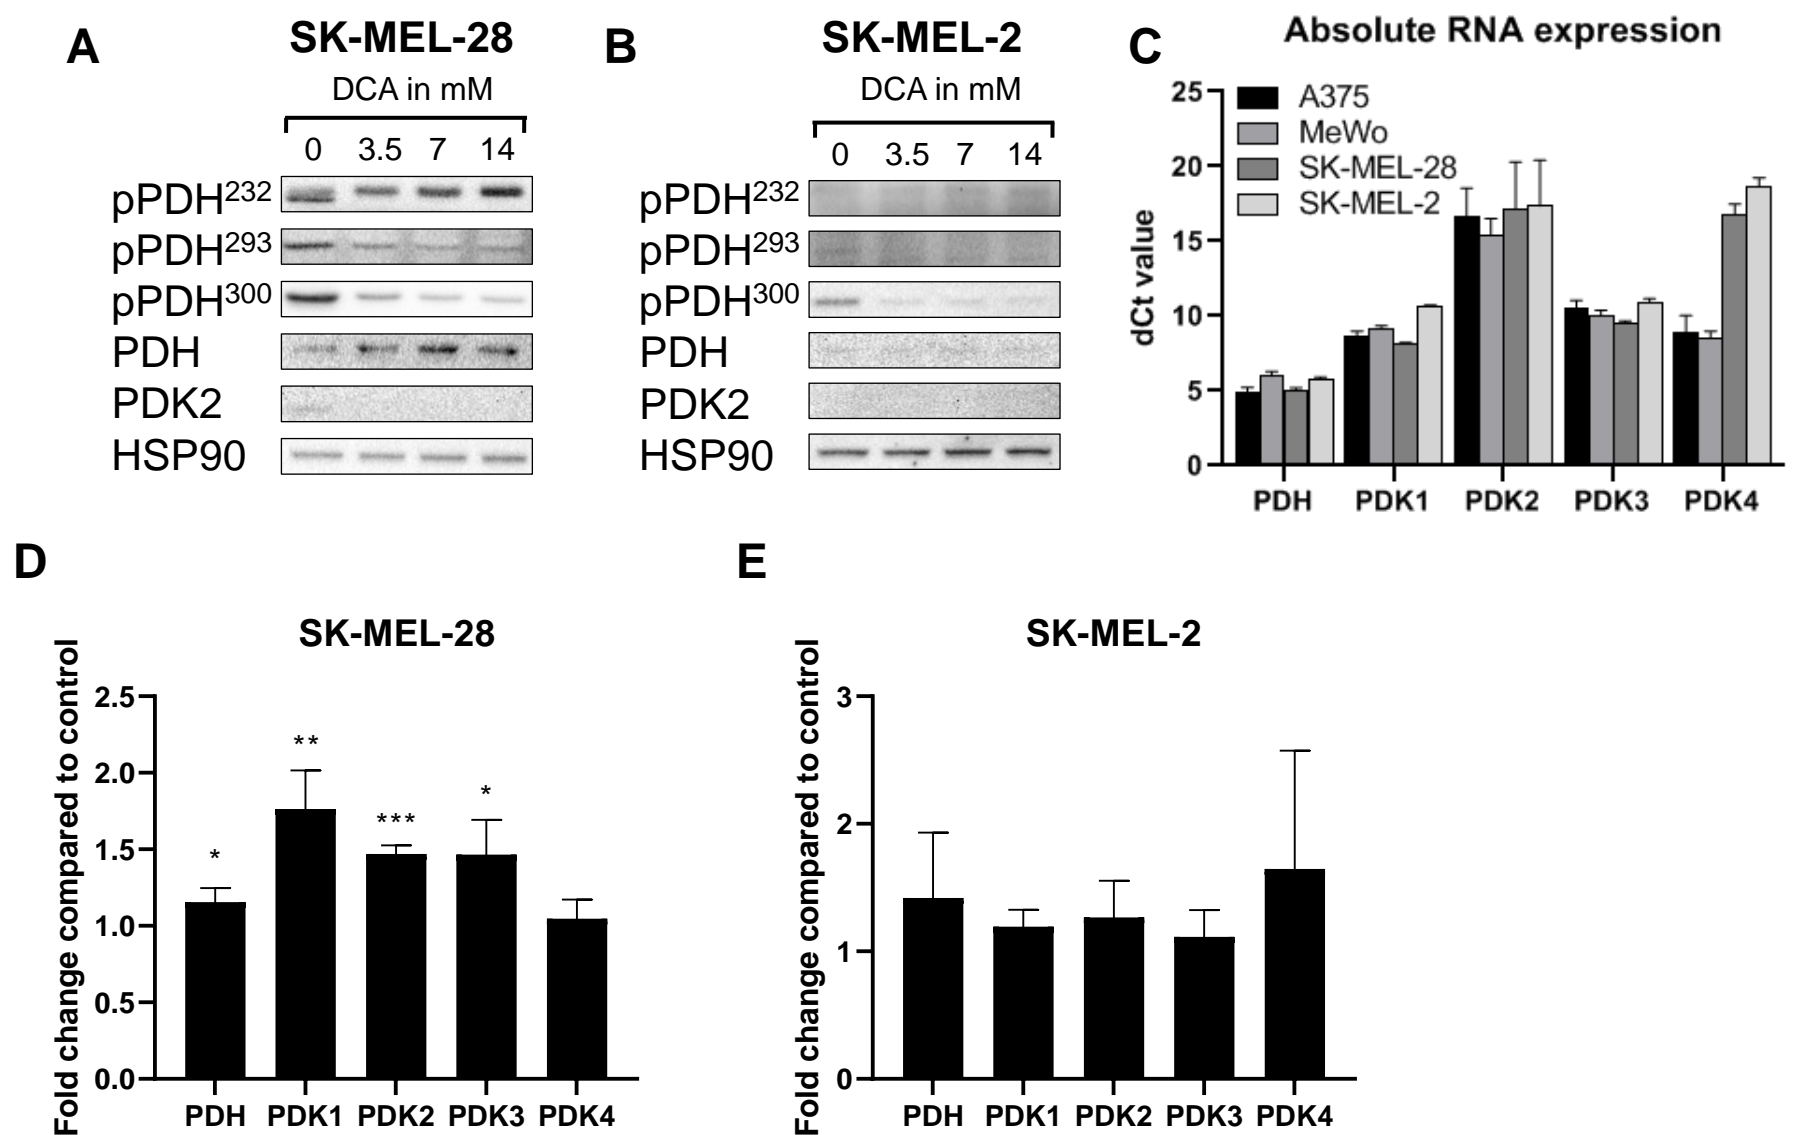 A
SK-MEL-28
DCA in mM
0 3.5 7 14
pPDH232
pPDH293
pPDH300
PDH
PDK2
HSP90
B
SK-MEL-2
DCA in mM
0 3.5 7 14
pPDH232
pPDH293
pPDH300
PDH
PDK2
HSP90
C
Absolute RNA expression
A375
MeWo
SK-MEL-28
SK-MEL-2
dCt value
25
20
15
10
5
0
PDH PDK1 PDK2 PDK3 PDK4
D
SK-MEL-28
Fold change compared to control
2.5
2.0
1.5
1.0
0.5
0.0
* ** *** *
PDH PDK1 PDK2 PDK3 PDK4
E
SK-MEL-2
Fold change compared to control
3
2
1
0
PDH PDK1 PDK2 PDK3 PDK4